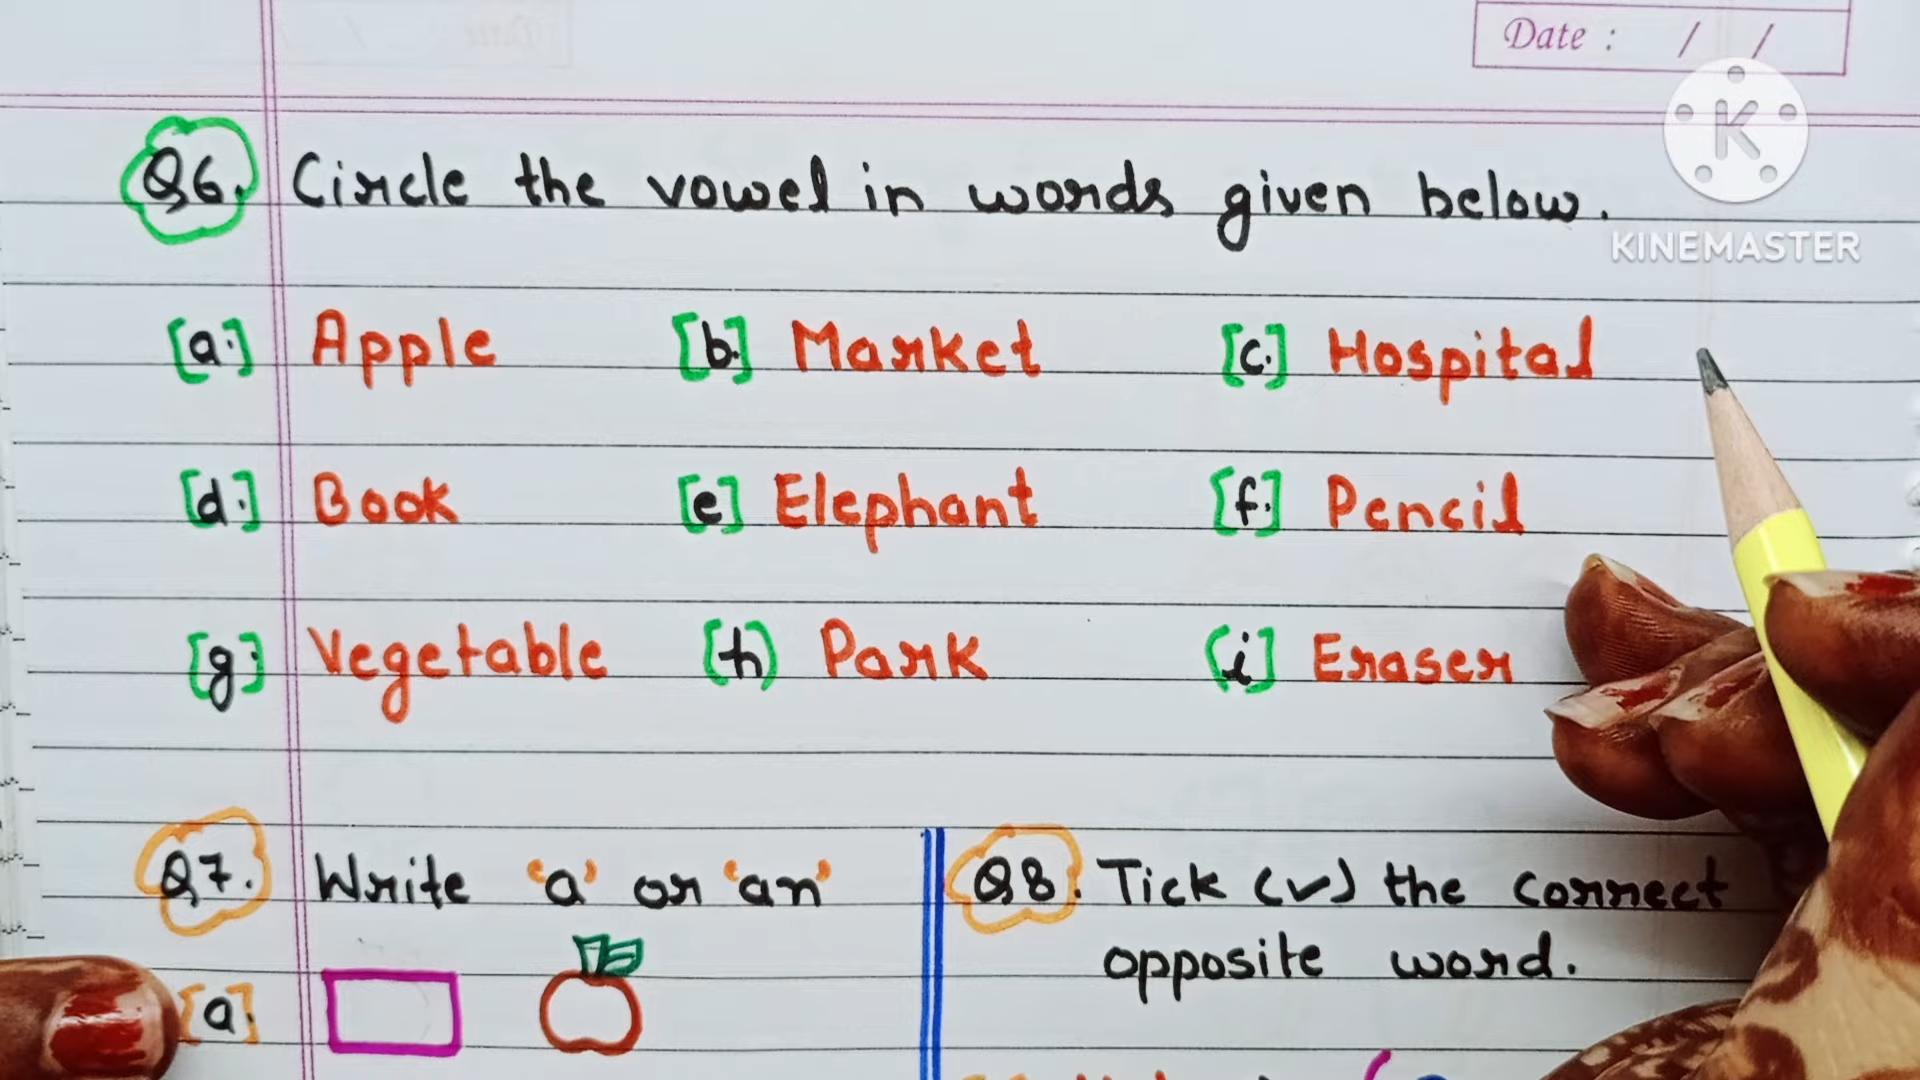 Date : / /
KINEMASTER
Q6. Circle the vowel in words given below.
[a.] Apple [b.] Market [c.] Hospital
[d.] Book [e] Elephant [f.] Pencil
[g.] Vegetable (h) Park (i] Eraser
Q7. Write 'a' or 'an'
Q8. Tick (✓) the correct
opposite word.
[a.]